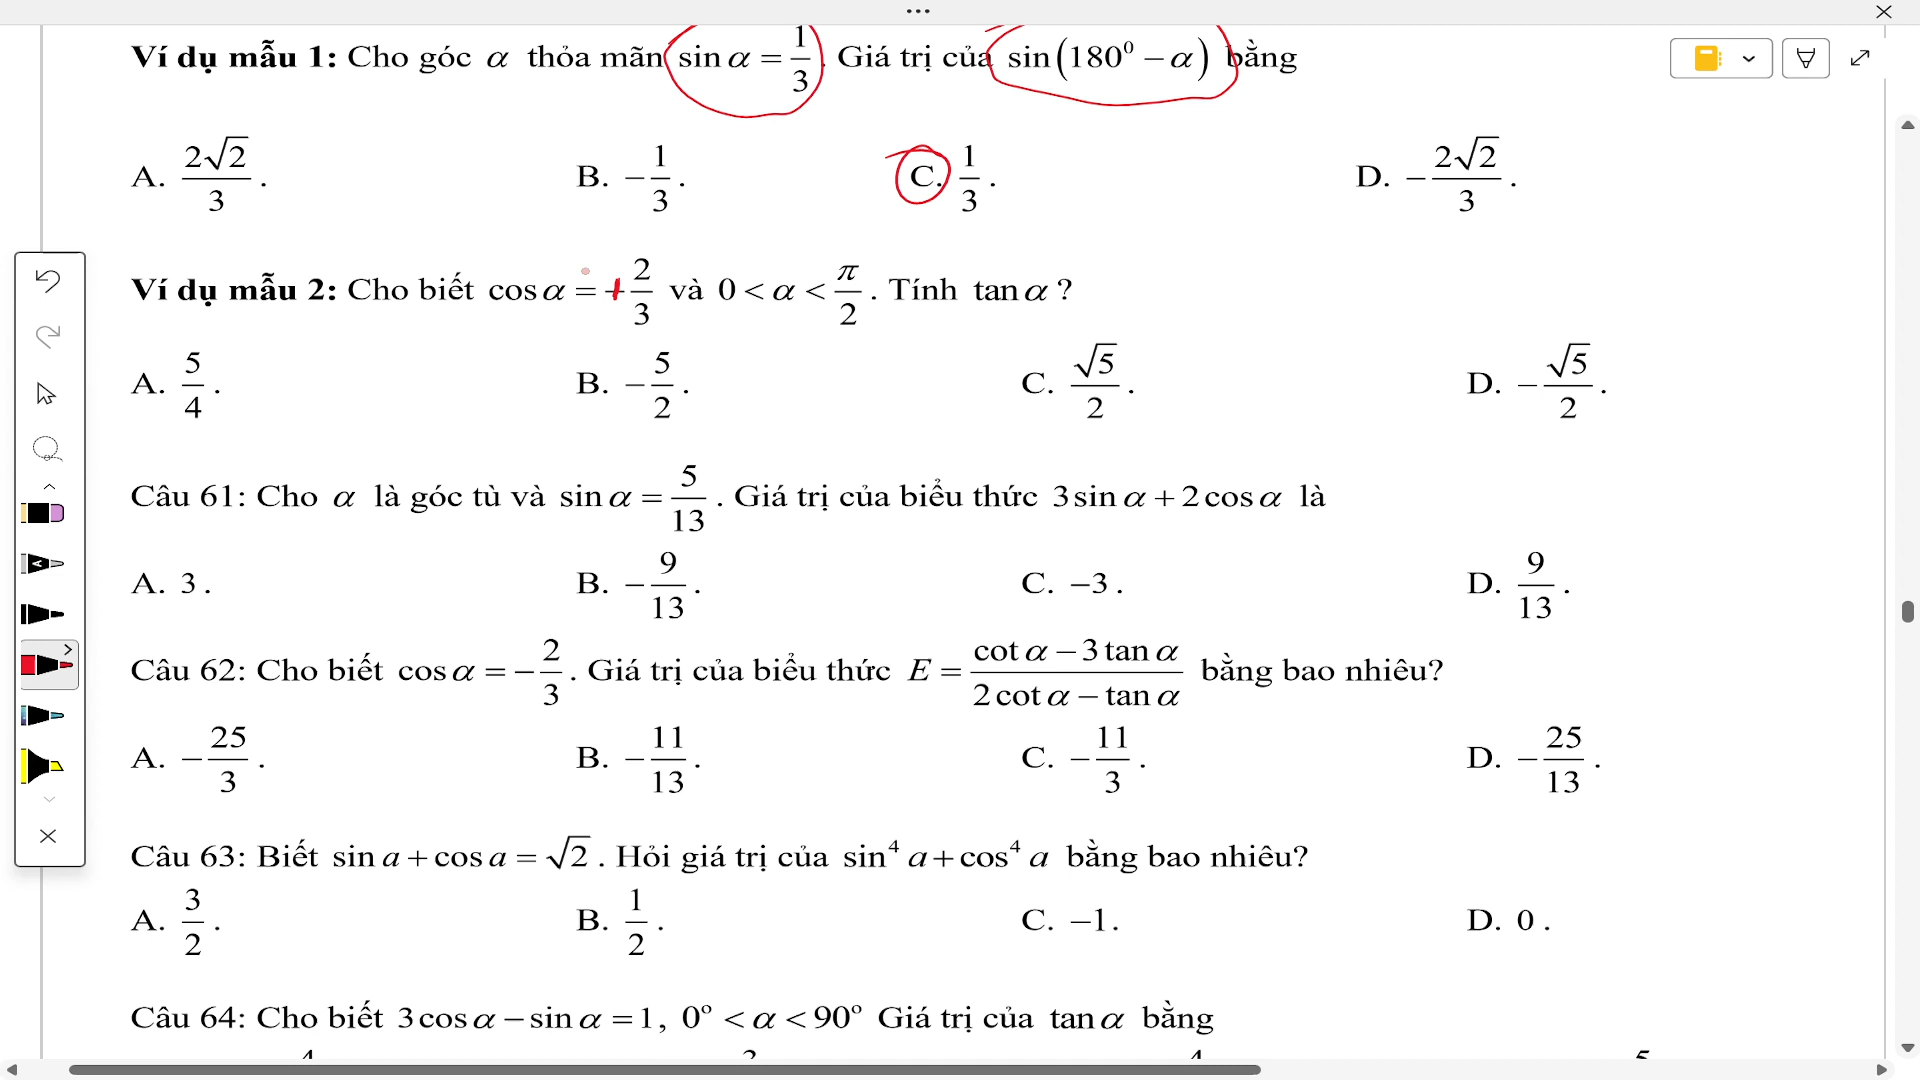 Ví dụ mẫu 1: Cho góc α thỏa mãn sin α = 1/3. Giá trị của sin(180⁰ − α) bằng
A. 2√2/3. B. −1/3. C. 1/3. D. −2√2/3.
Ví dụ mẫu 2: Cho biết cos α = +2/3 và 0 < α < π/2. Tính tan α ?
A. 5/4. B. −5/2. C. √5/2. D. −√5/2.
Câu 61: Cho α là góc tù và sin α = 5/13. Giá trị của biểu thức 3 sin α + 2 cos α là
A. 3. B. −9/13. C. −3. D. 9/13.
Câu 62: Cho biết cos α = −2/3. Giá trị của biểu thức E = (cot α − 3 tan α)/(2 cot α − tan α) bằng bao nhiêu?
A. −25/3. B. −11/13. C. −11/3. D. −25/13.
Câu 63: Biết sin a + cos a = √2. Hỏi giá trị của sin⁴ a + cos⁴ a bằng bao nhiêu?
A. 3/2. B. 1/2. C. −1. D. 0.
Câu 64: Cho biết 3 cos α − sin α = 1, 0° < α < 90° Giá trị của tan α bằng